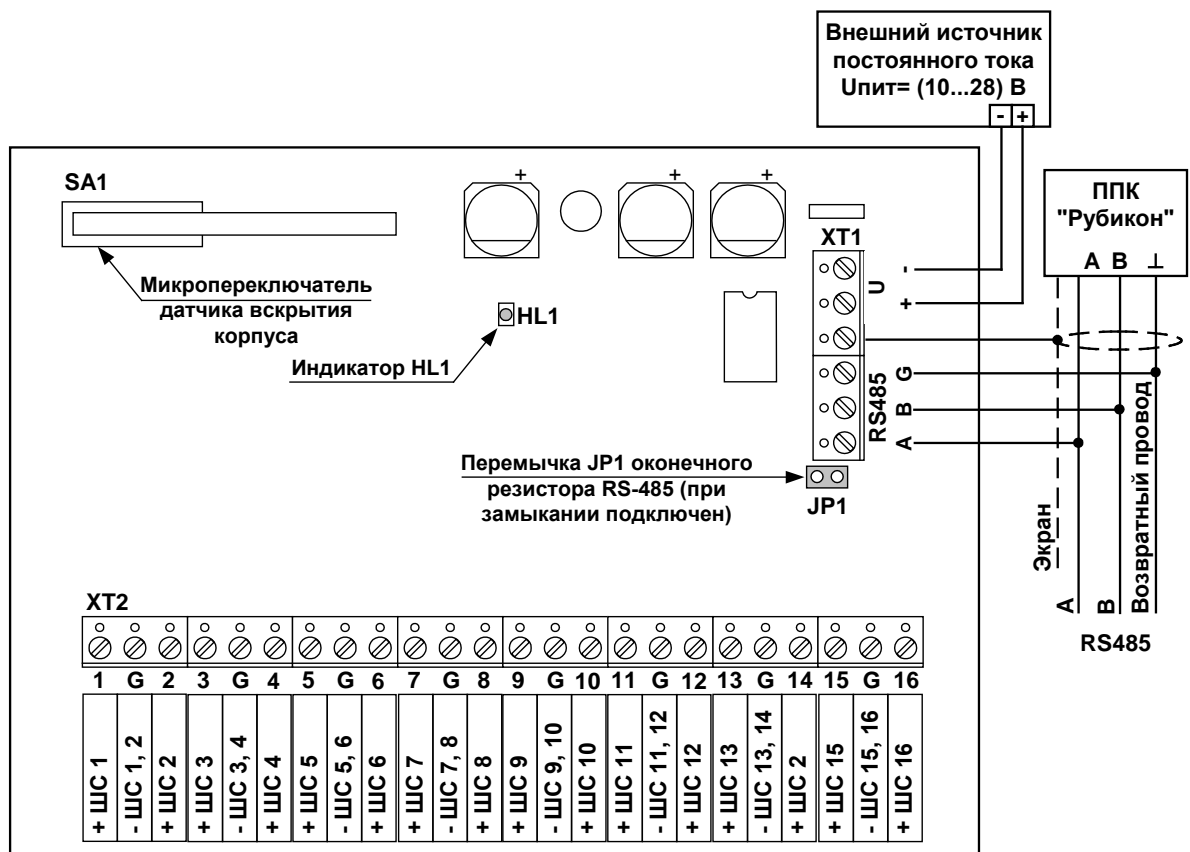 Внешний источник
постоянного тока
Uпит= (10...28) В
- +
SA1
+ + +
ППК
"Рубикон"
A B ⊥
XT1
Микропереключатель
датчика вскрытия
корпуса
HL1
Индикатор HL1
U
-
+
RS485
G
B
A
Перемычка JP1 оконечного
резистора RS-485 (при
замыкании подключен)
JP1
Экран
Возвратный провод
A
B
RS485
XT2
1 G 2 3 G 4 5 G 6 7 G 8 9 G 10 11 G 12 13 G 14 15 G 16
+ ШС 1
- ШС 1, 2
+ ШС 2
+ ШС 3
- ШС 3, 4
+ ШС 4
+ ШС 5
- ШС 5, 6
+ ШС 6
+ ШС 7
- ШС 7, 8
+ ШС 8
+ ШС 9
- ШС 9, 10
+ ШС 10
+ ШС 11
- ШС 11, 12
+ ШС 12
+ ШС 13
- ШС 13, 14
+ ШС 2
+ ШС 15
- ШС 15, 16
+ ШС 16